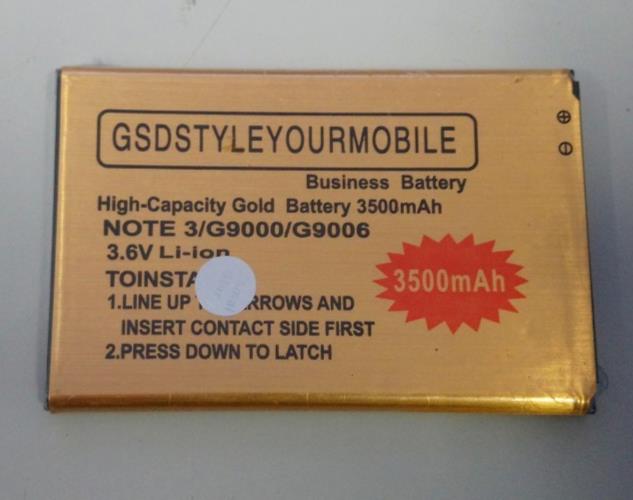 GSDSTYLEYOURMOBILE
Business Battery
High-Capacity Gold Battery 3500mAh
NOTE 3/G9000/G9006
3.6V Li-ion
3500mAh
TOINSTA
1.LINE UP ARROWS AND
INSERT CONTACT SIDE FIRST
2.PRESS DOWN TO LATCH